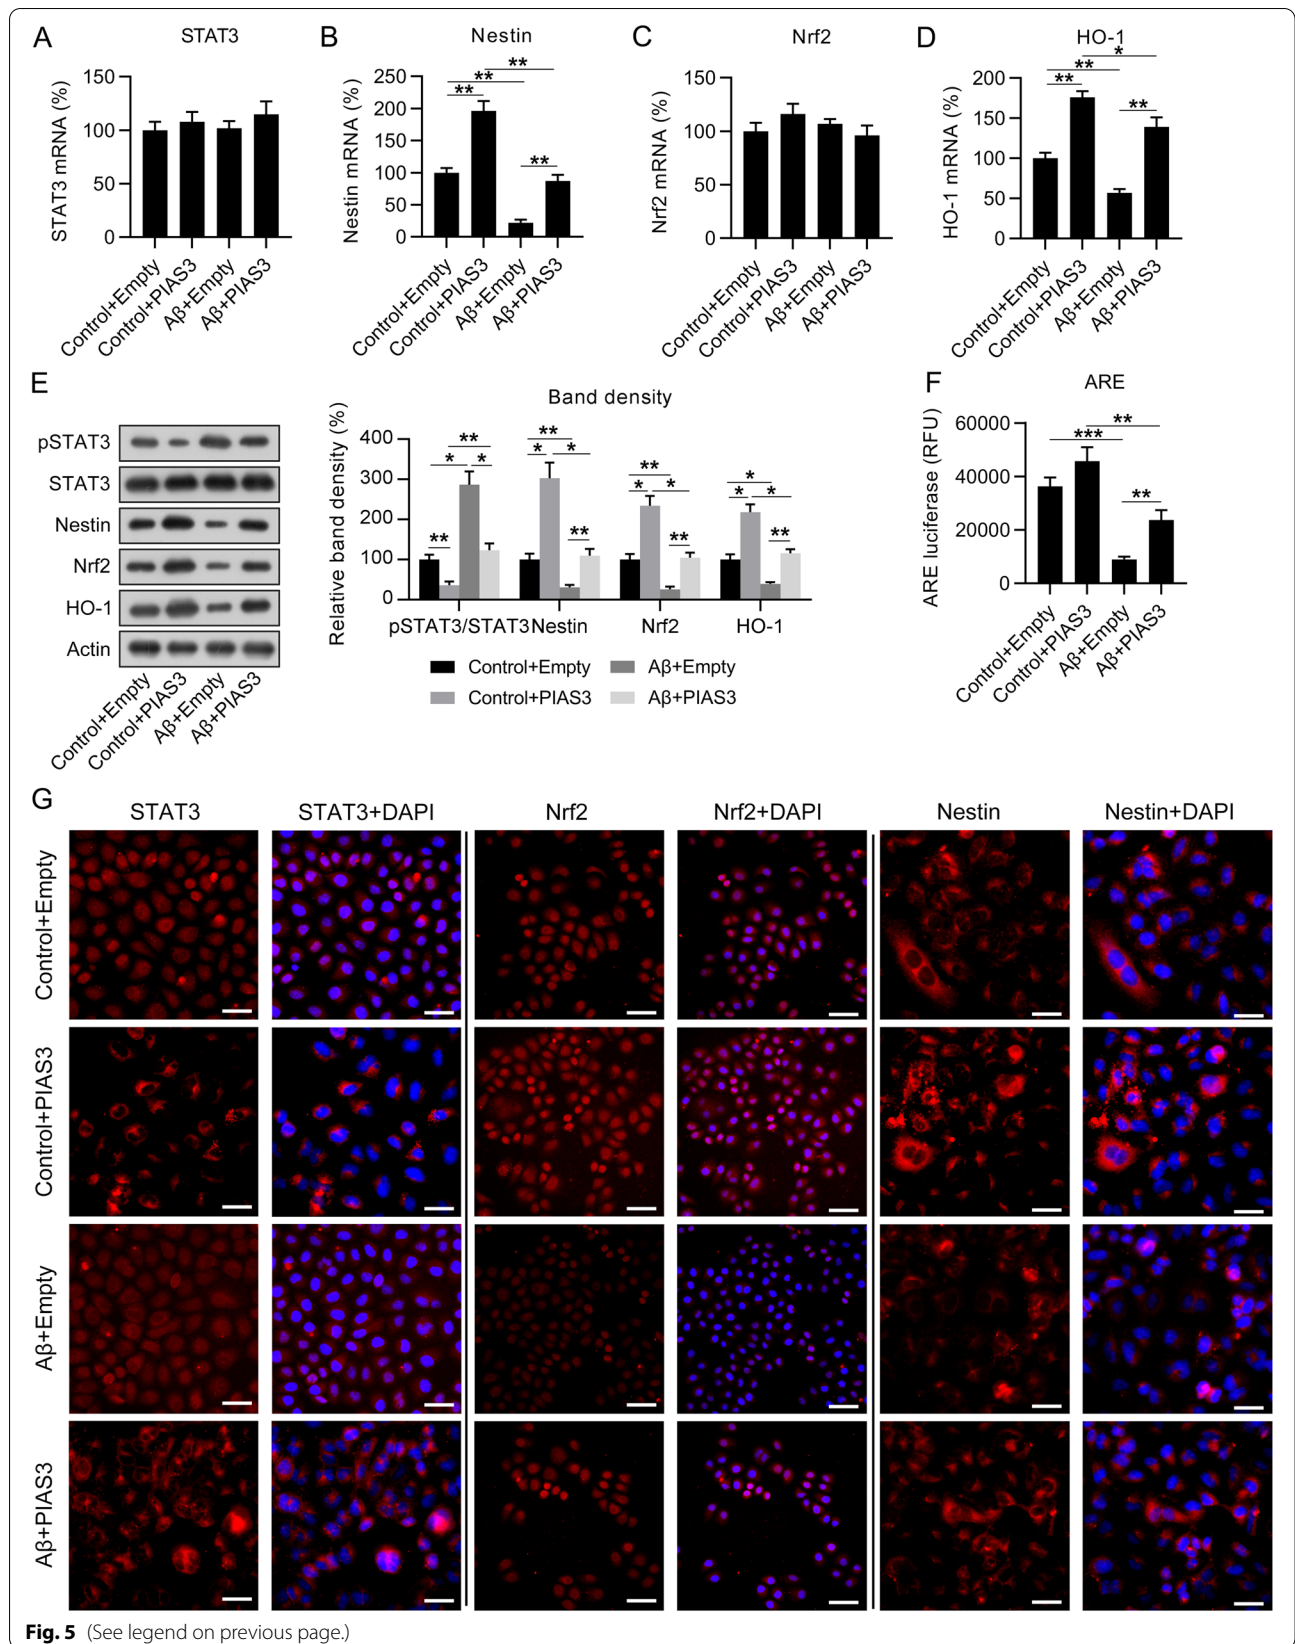 A
STAT3
STAT3 mRNA (%)
150
100
50
0
Control+Empty
Control+PIAS3
Aβ+Empty
Aβ+PIAS3
B
Nestin
Nestin mRNA (%)
250
200
150
100
50
0
**
**
**
**
Control+Empty
Control+PIAS3
Aβ+Empty
Aβ+PIAS3
C
Nrf2
Nrf2 mRNA (%)
150
100
50
0
Control+Empty
Control+PIAS3
Aβ+Empty
Aβ+PIAS3
D
HO-1
HO-1 mRNA (%)
200
150
100
50
0
*
**
**
**
Control+Empty
Control+PIAS3
Aβ+Empty
Aβ+PIAS3
E
pSTAT3
STAT3
Nestin
Nrf2
HO-1
Actin
Control+Empty
Control+PIAS3
Aβ+Empty
Aβ+PIAS3
Band density
Relative band density (%)
400
300
200
100
0
**
* *
**
**
* *
**
**
* *
**
*
* *
**
pSTAT3/STAT3 Nestin Nrf2 HO-1
Control+Empty Aβ+Empty
Control+PIAS3 Aβ+PIAS3
F
ARE
ARE luciferase (RFU)
60000
40000
20000
0
**
***
**
Control+Empty
Control+PIAS3
Aβ+Empty
Aβ+PIAS3
G
STAT3 STAT3+DAPI Nrf2 Nrf2+DAPI Nestin Nestin+DAPI
Control+Empty
Control+PIAS3
Aβ+Empty
Aβ+PIAS3
Fig. 5 (See legend on previous page.)